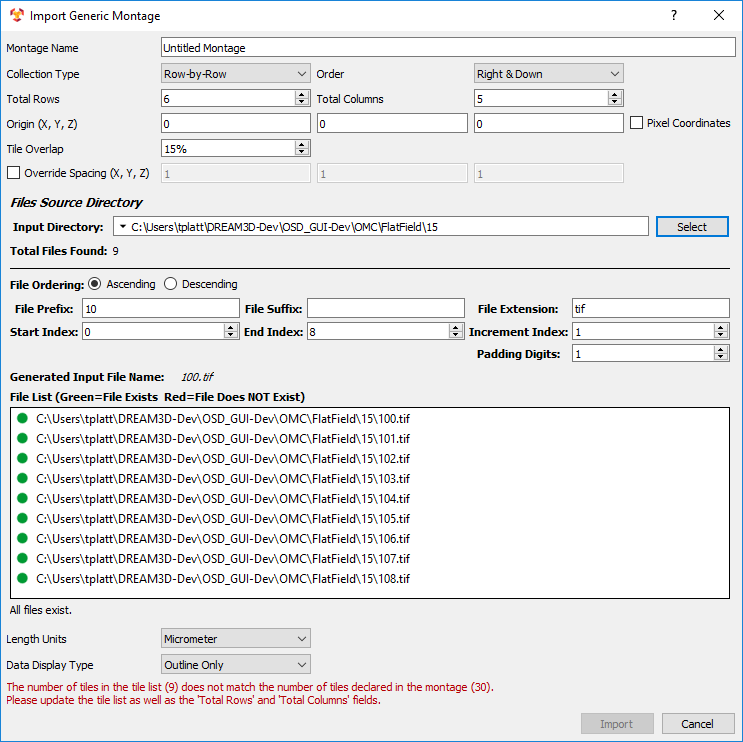 Import Generic Montage
Montage Name Untitled Montage
Collection Type Row-by-Row Order Right & Down
Total Rows 6 Total Columns 5
Origin (X, Y, Z) 0 0 0 Pixel Coordinates
Tile Overlap 15%
Override Spacing (X, Y, Z) 1 1 1
Files Source Directory
Input Directory: C:\Users\tplatt\DREAM3D-Dev\OSD_GUI-Dev\OMC\FlatField\15 Select
Total Files Found: 9
File Ordering: Ascending Descending
File Prefix: 10 File Suffix: File Extension: tif
Start Index: 0 End Index: 8 Increment Index: 1
Padding Digits: 1
Generated Input File Name: 100.tif
File List (Green=File Exists Red=File Does NOT Exist)
C:\Users\tplatt\DREAM3D-Dev\OSD_GUI-Dev\OMC\FlatField\15\100.tif
C:\Users\tplatt\DREAM3D-Dev\OSD_GUI-Dev\OMC\FlatField\15\101.tif
C:\Users\tplatt\DREAM3D-Dev\OSD_GUI-Dev\OMC\FlatField\15\102.tif
C:\Users\tplatt\DREAM3D-Dev\OSD_GUI-Dev\OMC\FlatField\15\103.tif
C:\Users\tplatt\DREAM3D-Dev\OSD_GUI-Dev\OMC\FlatField\15\104.tif
C:\Users\tplatt\DREAM3D-Dev\OSD_GUI-Dev\OMC\FlatField\15\105.tif
C:\Users\tplatt\DREAM3D-Dev\OSD_GUI-Dev\OMC\FlatField\15\106.tif
C:\Users\tplatt\DREAM3D-Dev\OSD_GUI-Dev\OMC\FlatField\15\107.tif
C:\Users\tplatt\DREAM3D-Dev\OSD_GUI-Dev\OMC\FlatField\15\108.tif
All files exist.
Length Units Micrometer
Data Display Type Outline Only
The number of tiles in the tile list (9) does not match the number of tiles declared in the montage (30).
Please update the tile list as well as the 'Total Rows' and 'Total Columns' fields.
Import Cancel